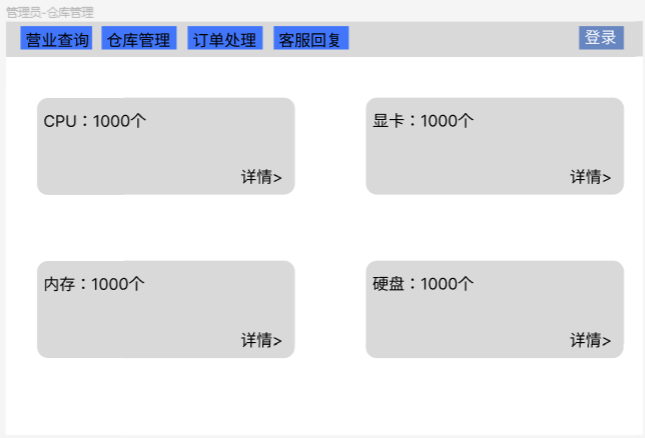 管理员-仓库管理
营业查询 仓库管理 订单处理 客服回复 登录
CPU：1000个
显卡：1000个
详情>
详情>
内存：1000个
硬盘：1000个
详情>
详情>